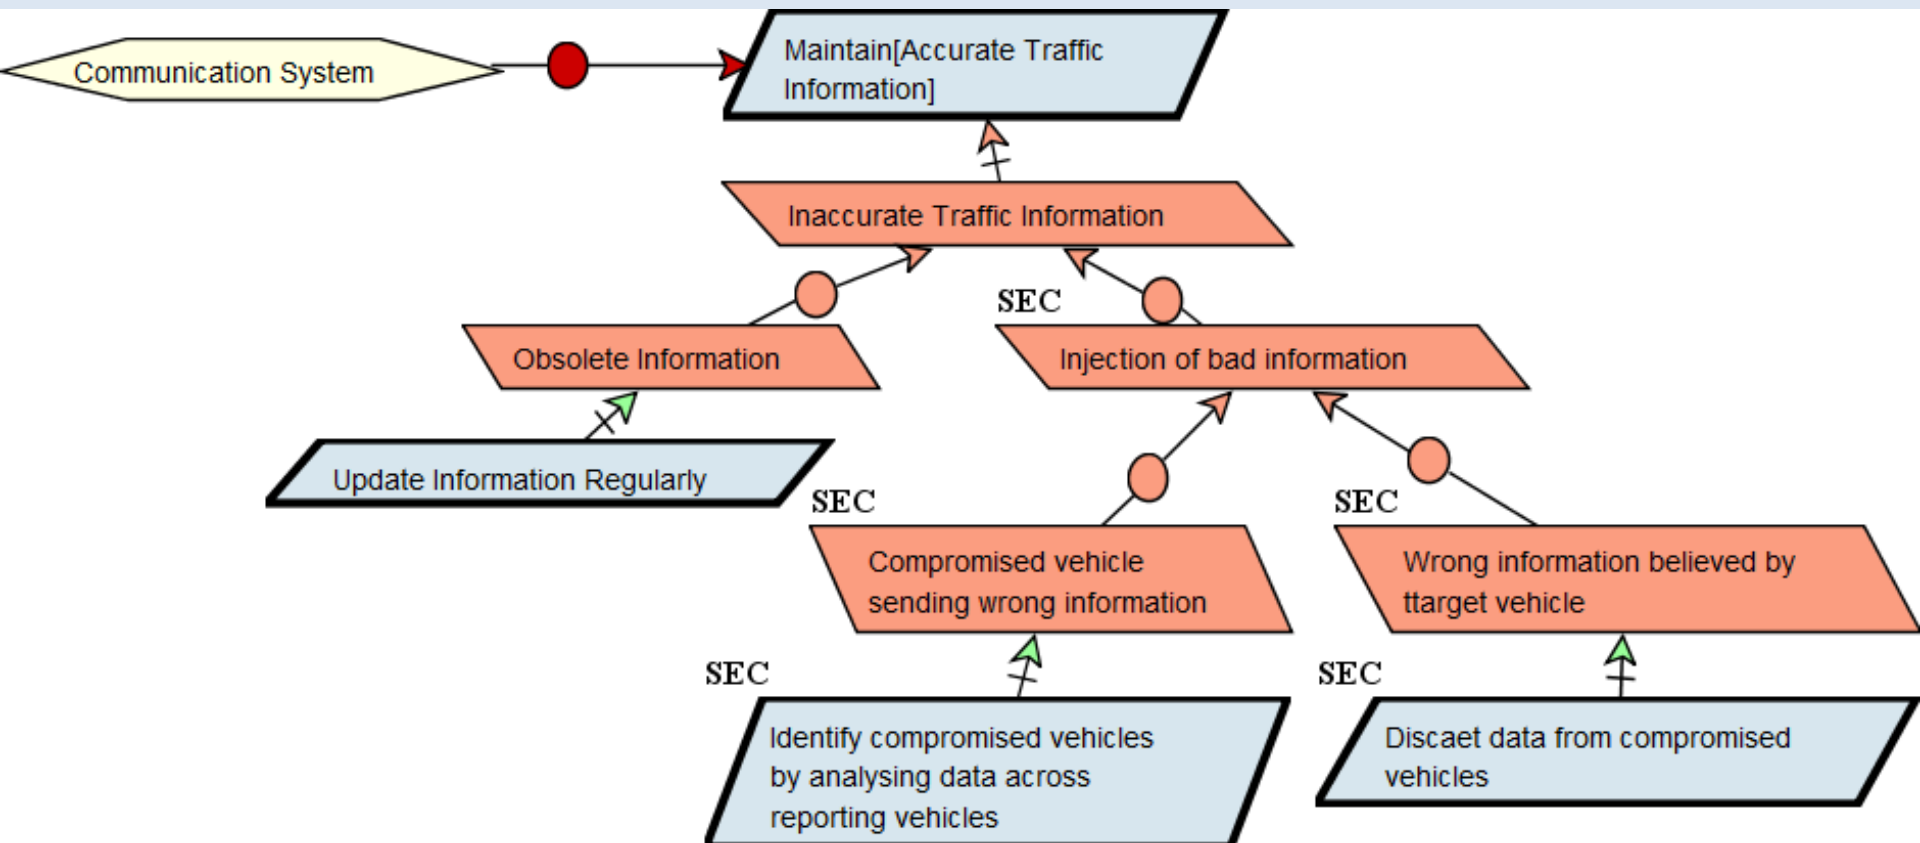 Communication System
Maintain[Accurate Traffic
Information]
Inaccurate Traffic Information
SEC
Obsolete Information
Injection of bad information
Update Information Regularly
SEC
SEC
Compromised vehicle
sending wrong information
Wrong information believed by
ttarget vehicle
SEC
SEC
Identify compromised vehicles
by analysing data across
reporting vehicles
Discaet data from compromised
vehicles